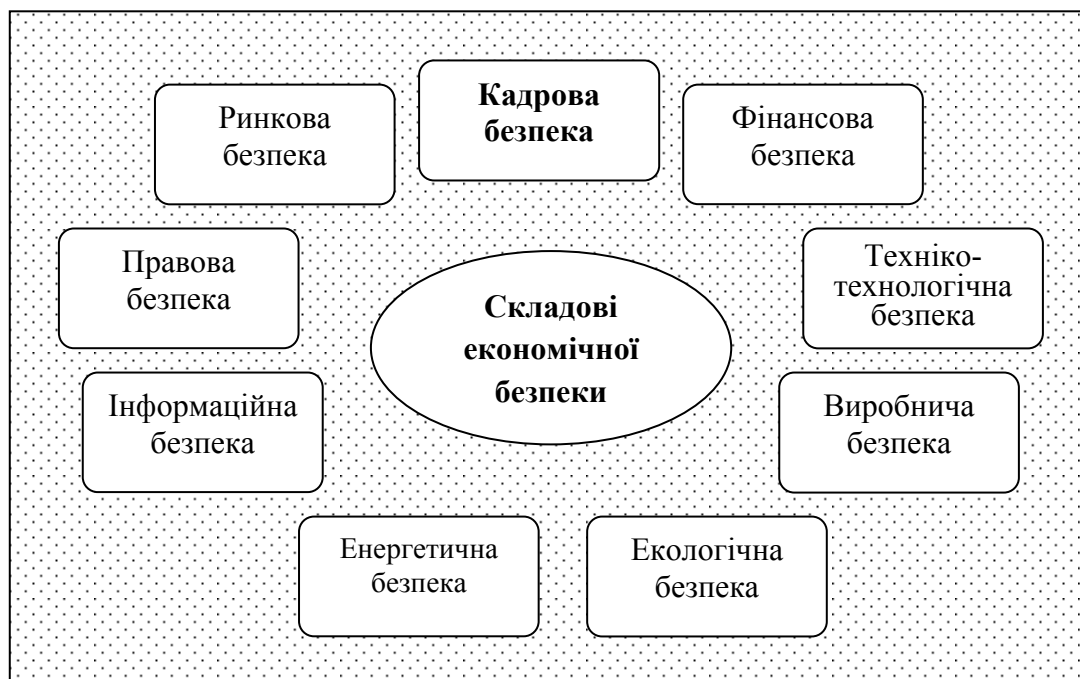 Кадрова
безпека
Ринкова
безпека
Фінансова
безпека
Правова
безпека
Техніко-
технологічна
безпека
Складові
економічної
безпеки
Інформаційна
безпека
Виробнича
безпека
Енергетична
безпека
Екологічна
безпека